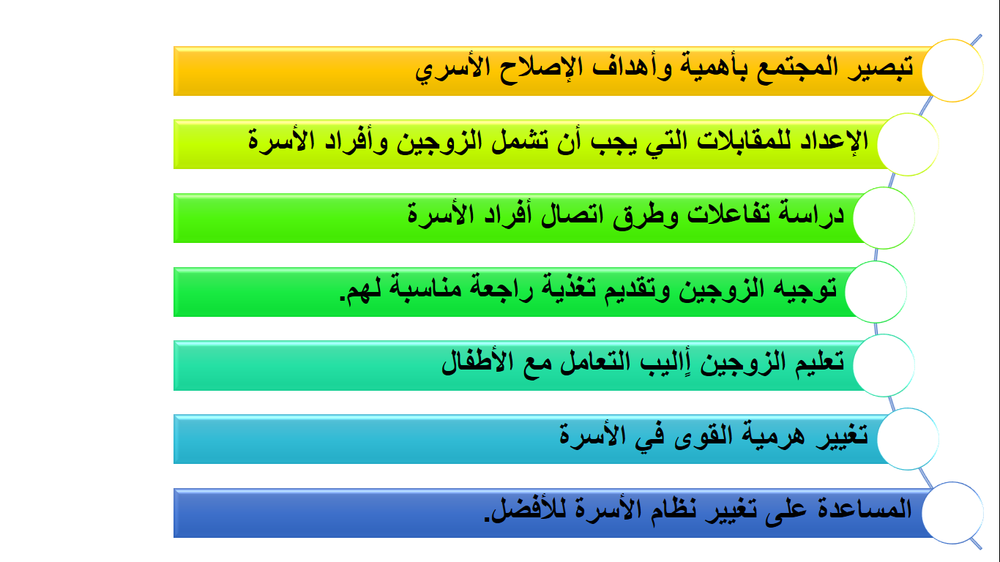 تبصير المجتمع بأهمية وأهداف الإصلاح الأسري
الإعداد للمقابلات التي يجب أن تشمل الزوجين وأفراد الأسرة
دراسة تفاعلات وطرق اتصال أفراد الأسرة
توجيه الزوجين وتقديم تغذية راجعة مناسبة لهم.
تعليم الزوجين أٍاليب التعامل مع الأطفال
تغيير هرمية القوى في الأسرة
المساعدة على تغيير نظام الأسرة للأفضل.